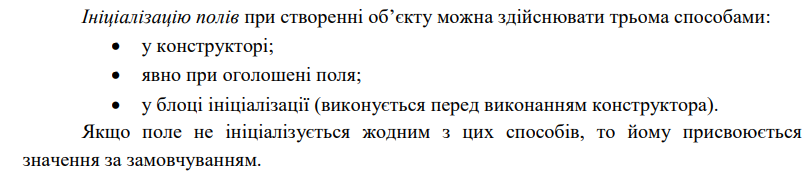 Ініціалізацію полів при створенні об’єкту можна здійснювати трьома способами:
• у конструкторі;
• явно при оголошені поля;
• у блоці ініціалізації (виконується перед виконанням конструктора).
Якщо поле не ініціалізується жодним з цих способів, то йому присвоюється
значення за замовчуванням.